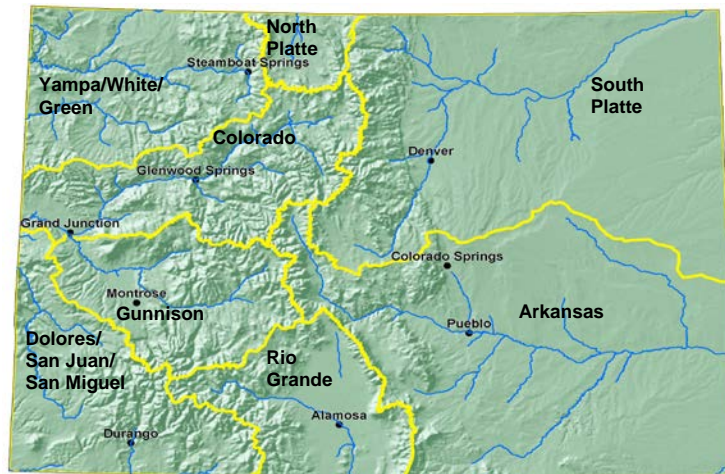 North
Platte
Steamboat Springs
Yampa/White/
Green
South
Platte
Colorado
Denver
Glenwood Springs
Grand Junction
Colorado Springs
Montrose
Gunnison
Arkansas
Pueblo
Dolores/
San Juan/
San Miguel
Rio
Grande
Alamosa
Durango